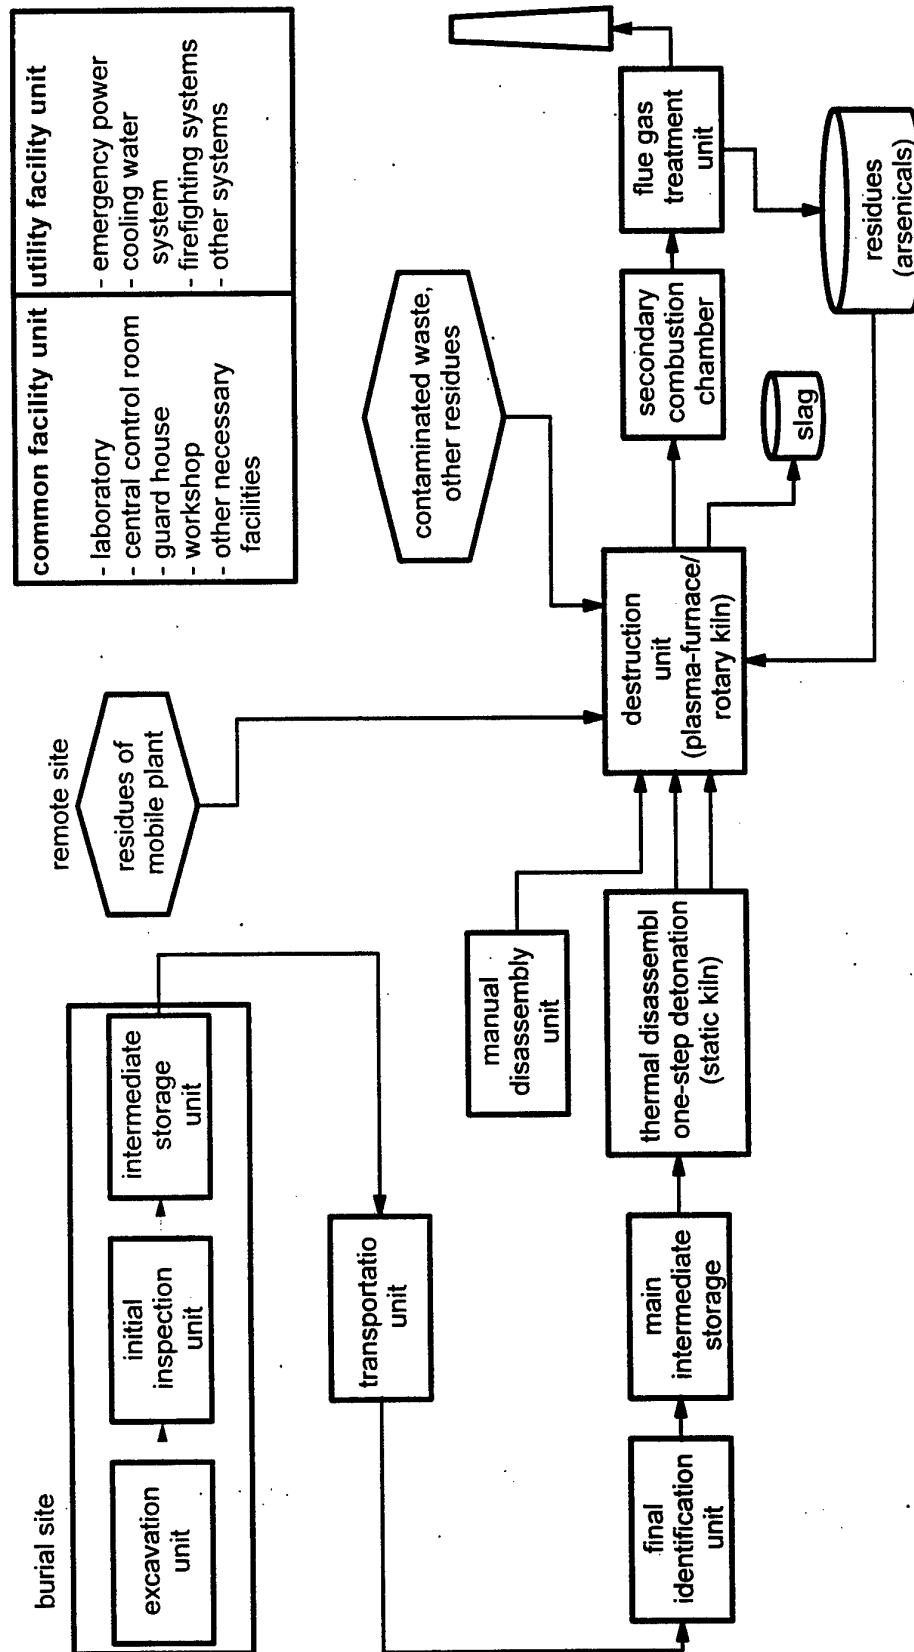 burial site
excavation
unit
initial
inspection
unit
intermediate
storage
unit
remote site
residues of
mobile plant
common facility unit
- laboratory
- central control room
- guard house
- workshop
- other necessary
facilities
utility facility unit
- emergency power
- cooling water
system
- firefighting systems
- other systems
transportatio
unit
manual
disassembly
unit
contaminated waste,
other residues
final
identification
unit
main
intermediate
storage
thermal disassembl
one-step detonation
(static kiln)
destruction
unit
(plasma-furnace/
rotary kiln)
secondary
combustion
chamber
flue gas
treatment
unit
slag
residues
(arsenicals)